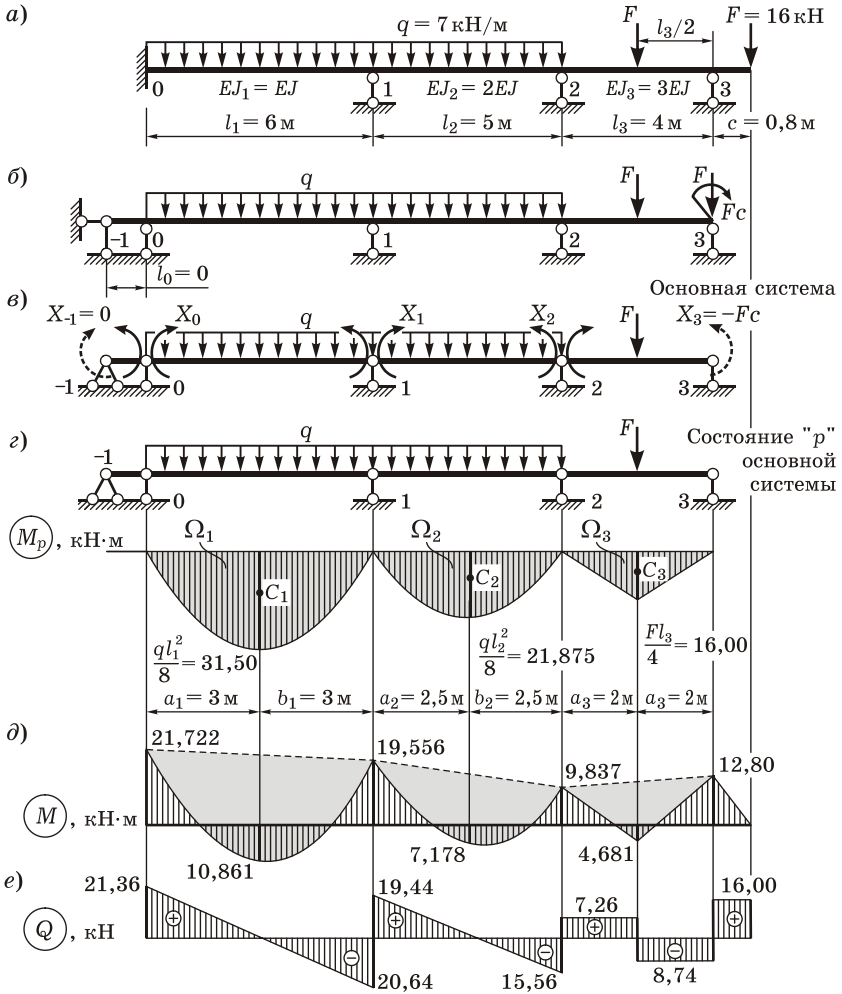 а)
F
l₃/2
F = 16 кН
q = 7 кН/м
0
EJ₁ = EJ
1
EJ₂ = 2EJ
2
EJ₃ = 3EJ
3
l₁ = 6 м
l₂ = 5 м
l₃ = 4 м
c = 0,8 м
б)
q
F
F
Fc
-1
0
1
2
3
l₀ = 0
Основная система
в)
X₋₁ = 0
X₀
q
X₁
X₂
F
X₃ = −Fc
-1
0
1
2
3
г)
-1
q
F
Состояние "р"
основной
системы
0
1
2
3
Mₚ , кН·м
Ω₁
Ω₂
Ω₃
C₁
C₂
C₃
ql₁²/8 = 31,50
ql₂²/8 = 21,875
Fl₃/4 = 16,00
a₁ = 3 м
b₁ = 3 м
a₂ = 2,5 м
b₂ = 2,5 м
a₃ = 2 м
a₃ = 2 м
д)
21,722
19,556
9,837
12,80
M , кН·м
10,861
7,178
4,681
е)
21,36
19,44
7,26
16,00
Q , кН
+
−
+
−
+
−
+
20,64
15,56
8,74